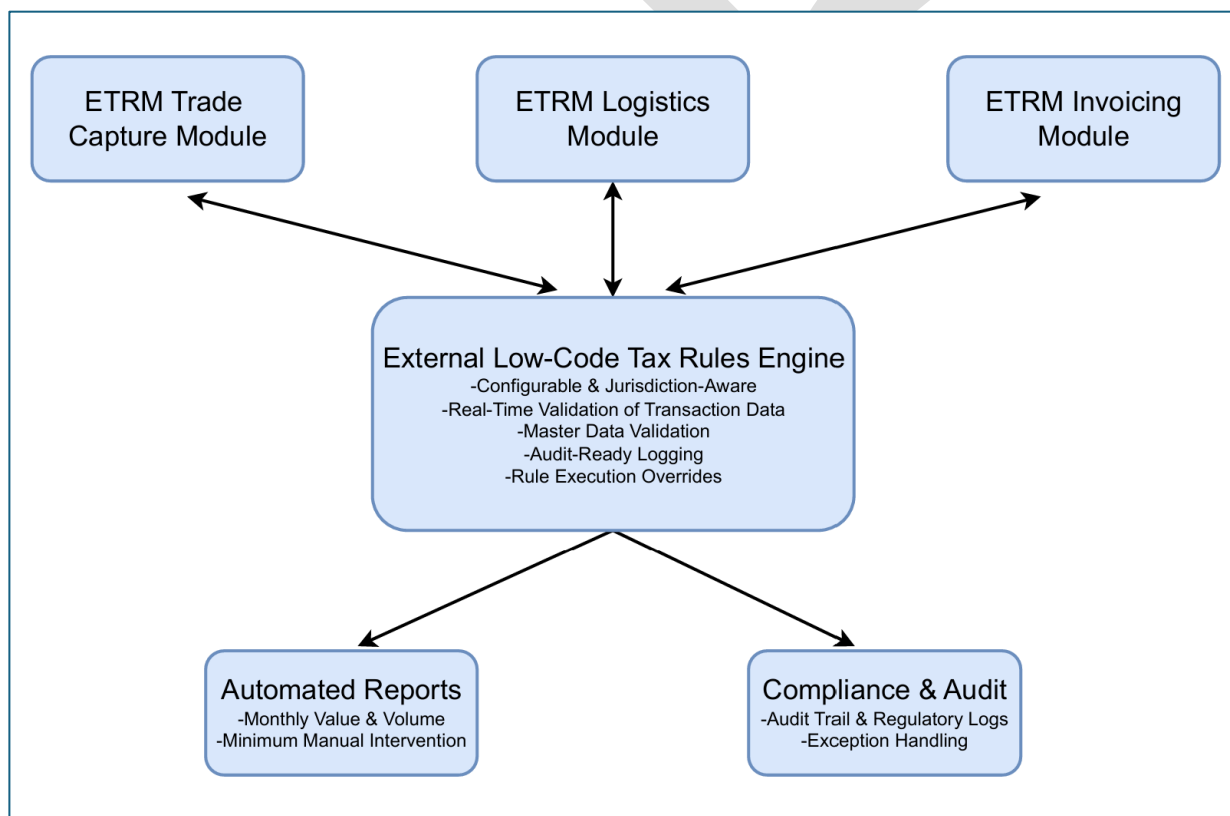 ETRM Trade
Capture Module
ETRM Logistics
Module
ETRM Invoicing
Module
External Low-Code Tax Rules Engine
-Configurable & Jurisdiction-Aware
-Real-Time Validation of Transaction Data
-Master Data Validation
-Audit-Ready Logging
-Rule Execution Overrides
Automated Reports
-Monthly Value & Volume
-Minimum Manual Intervention
Compliance & Audit
-Audit Trail & Regulatory Logs
-Exception Handling